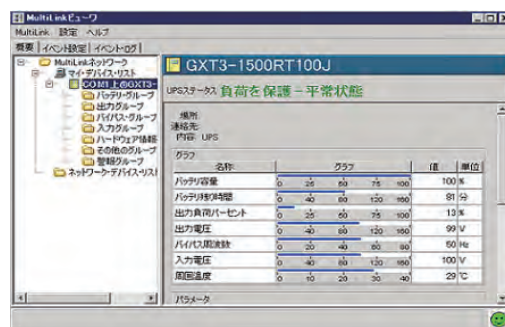 MultiLinkビューワ
MultiLink 設定 ヘルプ
概要 イベント設定 イベント・ログ
MultiLinkネットワーク
マイ・デバイス・リスト
COM1上のGXT3-
バッテリ・グループ
出力グループ
バイパス・グループ
入力グループ
ハードウェア情報
その他のグループ
警報グループ
ネットワーク・デバイス・リスト
GXT3-1500RT100J
UPSステータス 負荷を保護 - 平常状態
場所:
連絡先:
内容: UPS
グラフ
名称 グラフ 値 単位
バッテリ容量 0 25 50 75 100 100 %
バッテリ残り時間 0 40 80 120 160 81 分
出力負荷パーセント 0 25 50 75 100 13 %
出力電圧 0 40 80 120 160 99 V
バイパス周波数 0 20 40 60 80 50 Hz
入力電圧 0 40 80 120 160 100 V
周囲温度 0 10 20 30 40 29 ℃
パラメータ